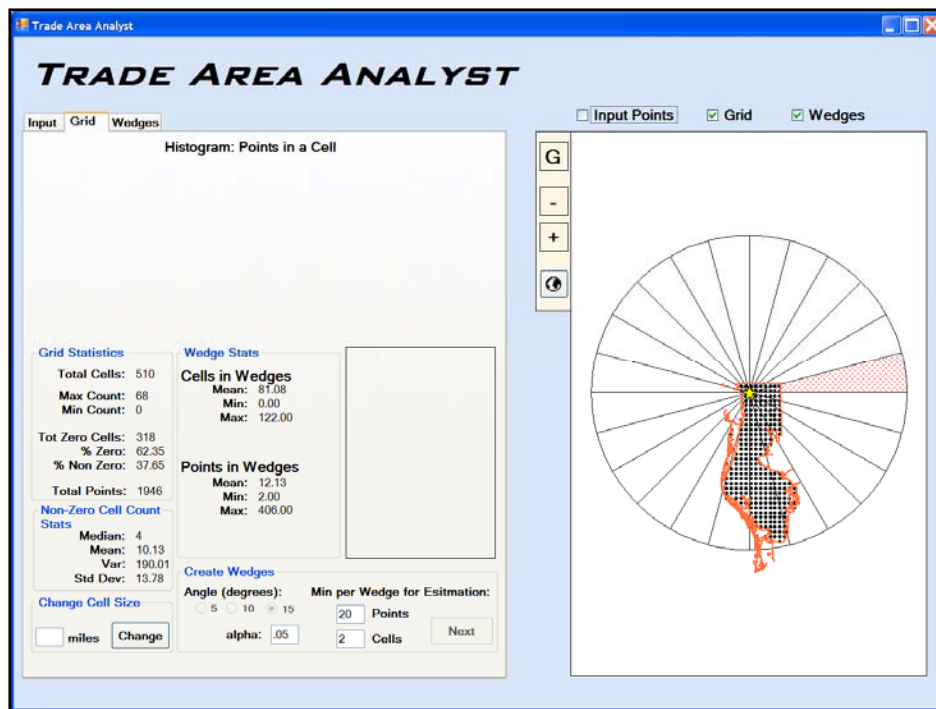 Trade Area Analyst
TRADE AREA ANALYST
Input Grid Wedges
Input Points Grid Wedges
Histogram: Points in a Cell
G
-
+
Grid Statistics
Total Cells: 510
Max Count: 68
Min Count: 0
Tot Zero Cells: 318
% Zero: 62.35
% Non Zero: 37.65
Total Points: 1946
Non-Zero Cell Count
Stats
Median: 4
Mean: 10.13
Var: 190.01
Std Dev: 13.78
Change Cell Size
miles Change
Wedge Stats
Cells in Wedges
Mean: 81.08
Min: 0.00
Max: 122.00
Points in Wedges
Mean: 12.13
Min: 2.00
Max: 406.00
Create Wedges
Angle (degrees): Min per Wedge for Esitmation:
5 10 15 20 Points
alpha: .05 2 Cells Next